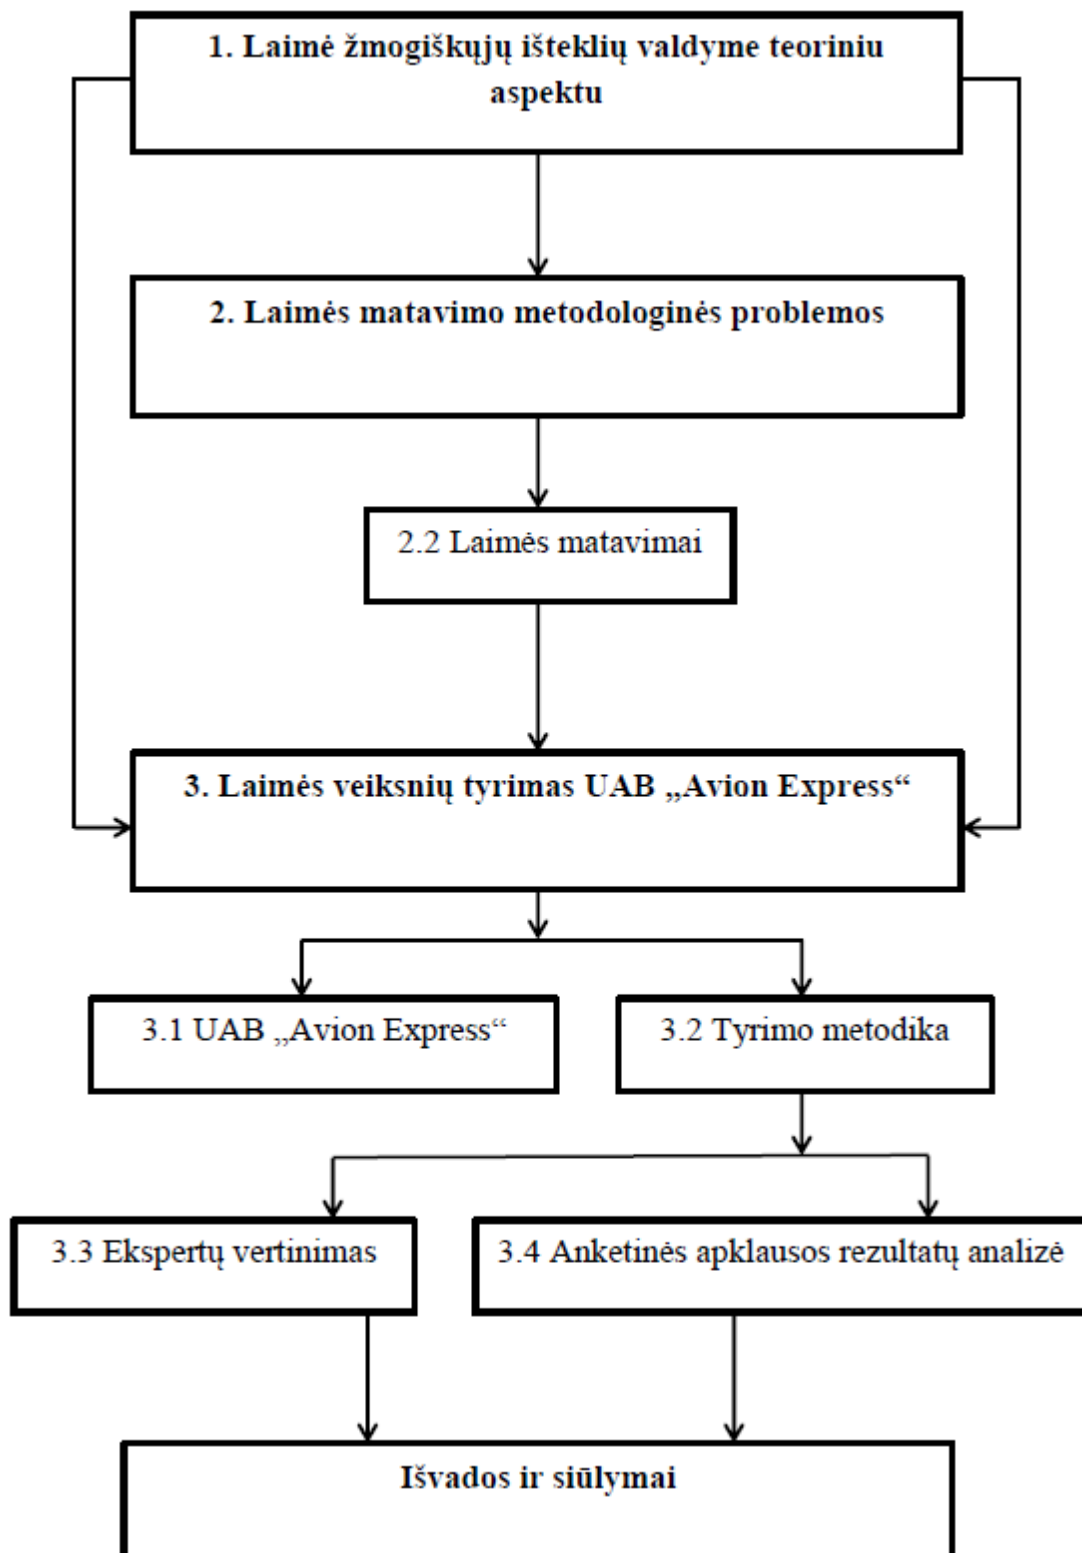 1. Laimė žmogiškųjų išteklių valdyme teoriniu
aspektu
2. Laimės matavimo metodologinės problemos
2.2 Laimės matavimai
3. Laimės veiksnių tyrimas UAB „Avion Express“
3.1 UAB „Avion Express“
3.2 Tyrimo metodika
3.3 Ekspertų vertinimas
3.4 Anketinės apklausos rezultatų analizė
Išvados ir siūlymai